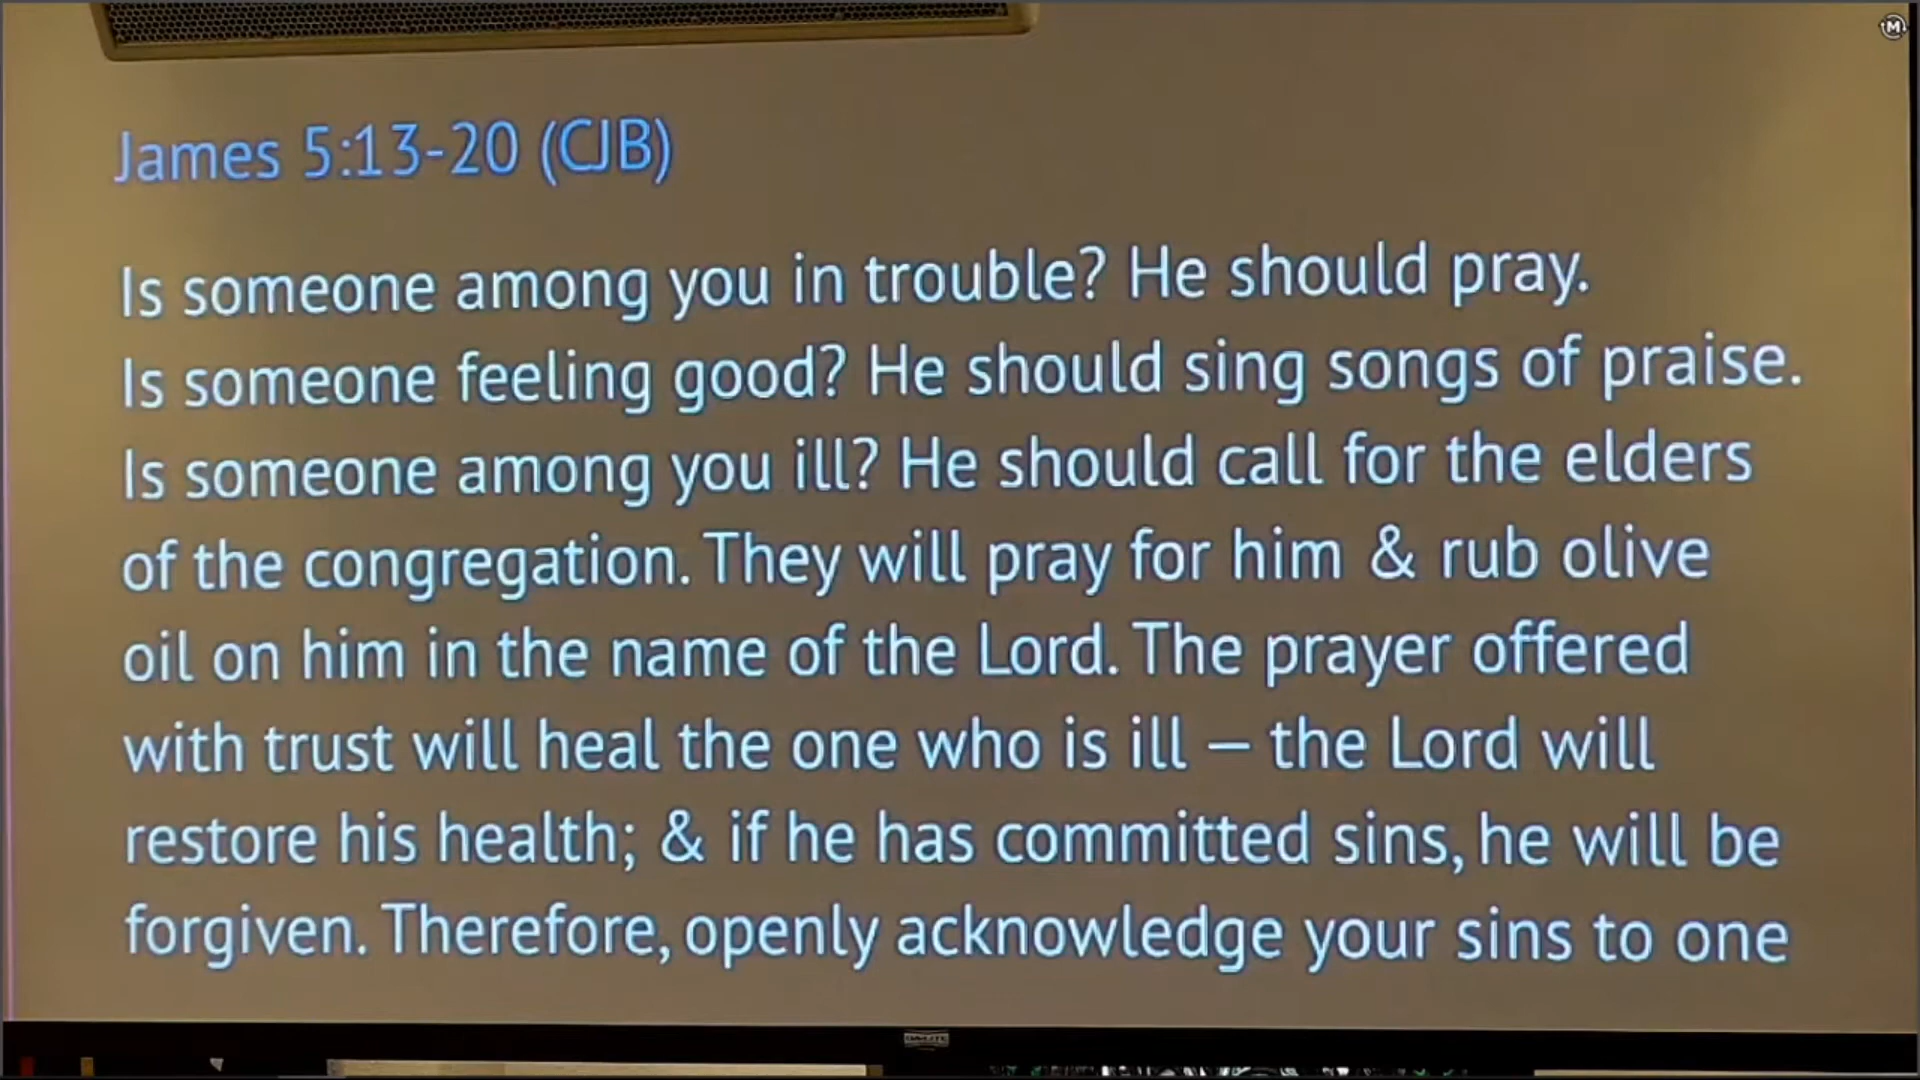 James 5:13-20 (CJB)
Is someone among you in trouble? He should pray.
Is someone feeling good? He should sing songs of praise.
Is someone among you ill? He should call for the elders
of the congregation. They will pray for him & rub olive
oil on him in the name of the Lord. The prayer offered
with trust will heal the one who is ill — the Lord will
restore his health; & if he has committed sins, he will be
forgiven. Therefore, openly acknowledge your sins to one
M
DA-LITE